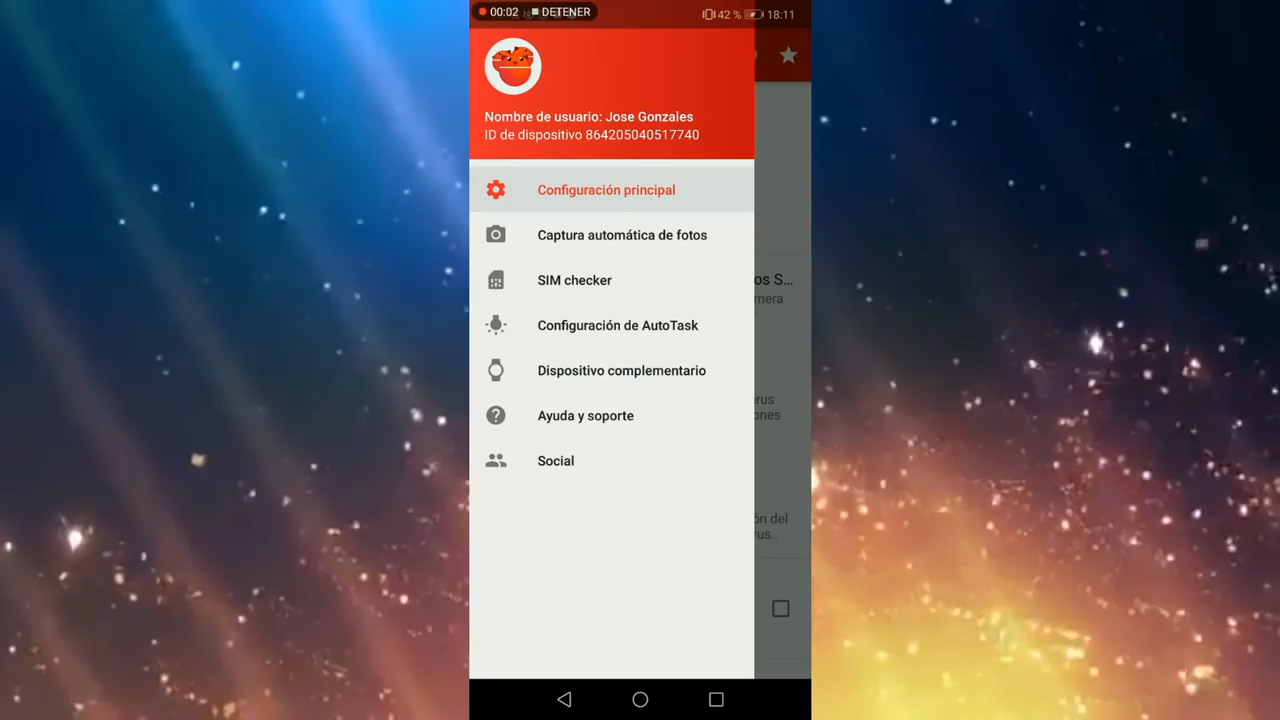 00:02 DETENER 42 % 18:11
Nombre de usuario: Jose Gonzales
ID de dispositivo 864205040517740
Configuración principal
Captura automática de fotos
SIM checker
os S...
mera
Configuración de AutoTask
Dispositivo complementario
erus
ones
Ayuda y soporte
Social
ón del
rus..